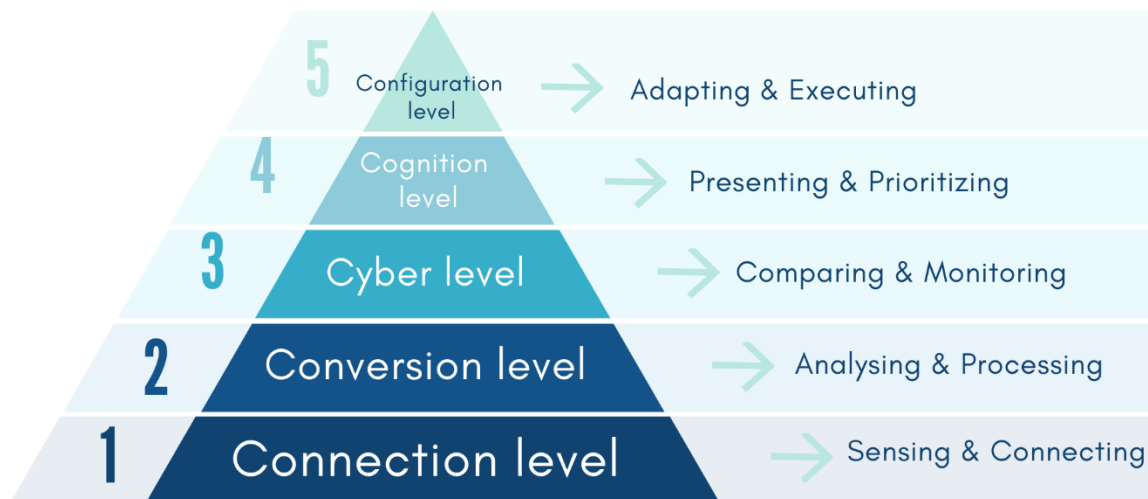 5
Configuration
level
Adapting & Executing
4
Cognition
level
Presenting & Prioritizing
3
Cyber level
Comparing & Monitoring
2
Conversion level
Analysing & Processing
1
Connection level
Sensing & Connecting